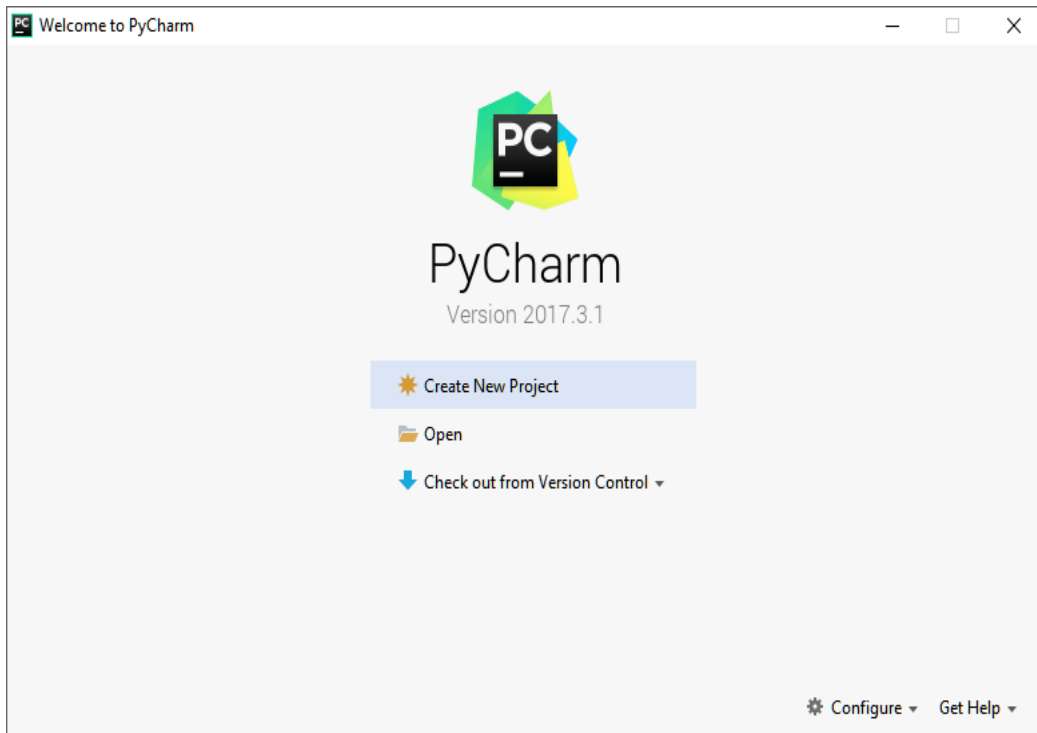 PC
Welcome to PyCharm
PC
PyCharm
Version 2017.3.1
Create New Project
Open
Check out from Version Control
Configure
Get Help